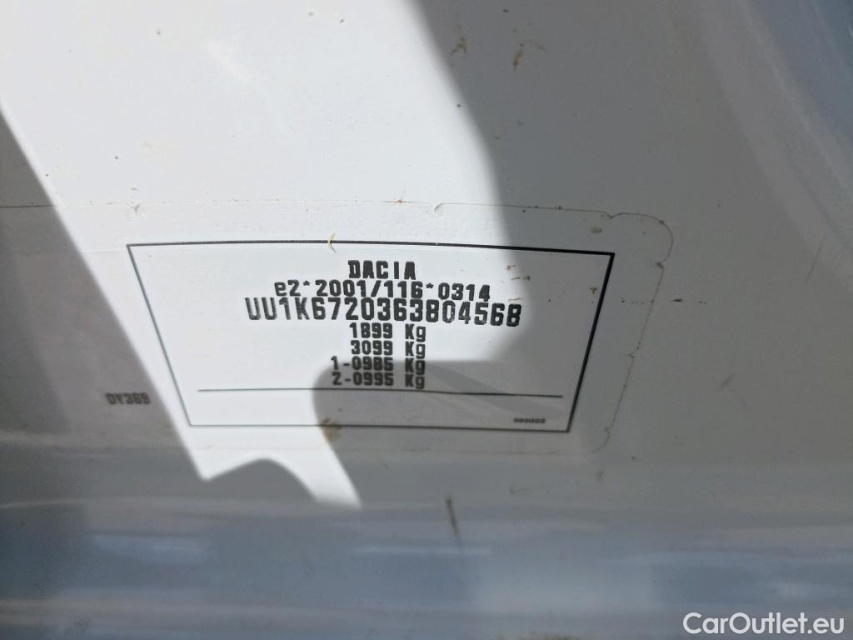 DACIA
e2*2001/116*0314
UU1K6720363804568
1899 Kg
3099 Kg
1-0985 Kg
2-0995 Kg
DY369
CarOutlet.eu